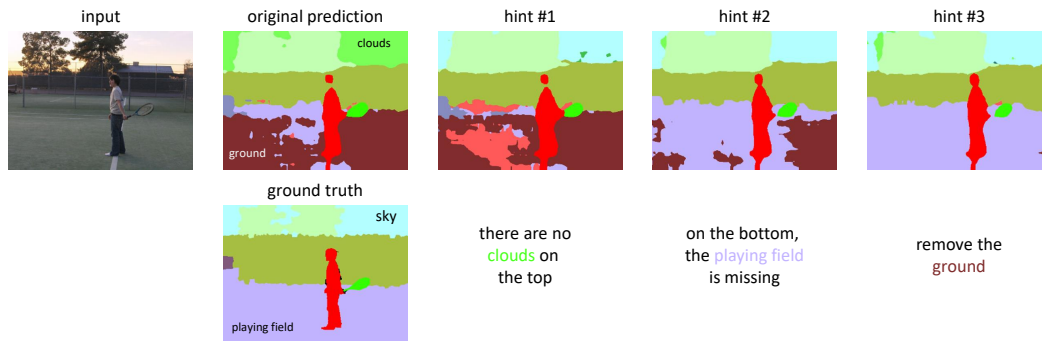 input
original prediction
hint #1
hint #2
hint #3
clouds
ground
ground truth
sky
playing field
there are no
clouds on
the top
on the bottom,
the playing field
is missing
remove the
ground